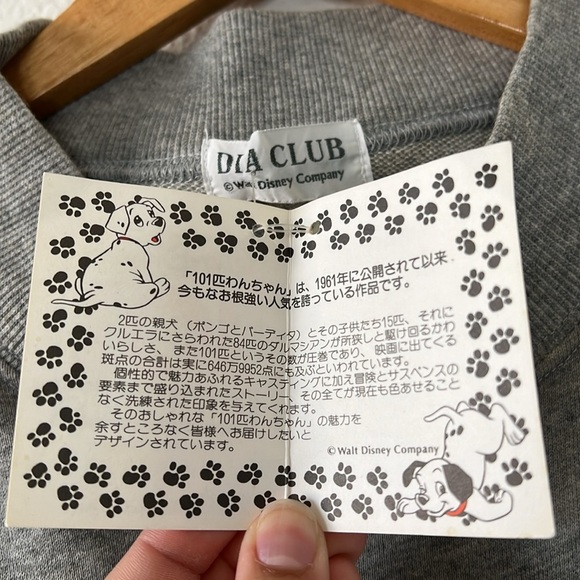 DIA CLUB
© Walt Disney Company
「101匹わんちゃん」は、1961年に公開されて以来
今もなお根強い人気を誇っている作品です。
2匹の親犬（ポンゴとパーディック）とその子供たち15匹、それに
クルエラにさらわれた84匹のダルマシアンが所狭しと駆け回るかわ
いらしさ、また101匹というその数が圧巻であり、映画に出てくる
斑点の合計は実に646万9952点にも及ぶといわれています。
個性的で魅力あふれるキャスティングに加え冒険とサスペンスの
要素まで盛り込まれたストーリー、その全てが現在も色あせること
なく洗練された印象を与えてくれます。
そのおしゃれな「101匹わんちゃん」の魅力を
余すところなく皆様へお届けしたいと
デザインされています。
© Walt Disney Company